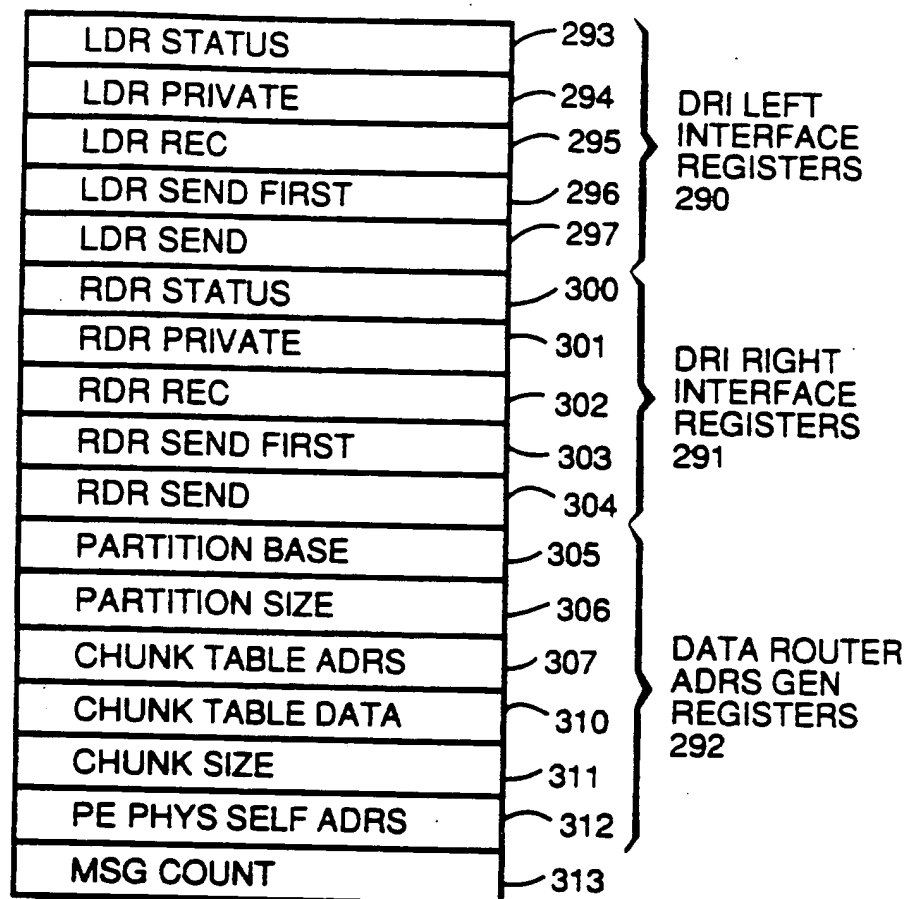 LDR STATUS 293
LDR PRIVATE 294
LDR REC 295
LDR SEND FIRST 296
LDR SEND 297
DRI LEFT
INTERFACE
REGISTERS
290
RDR STATUS 300
RDR PRIVATE 301
RDR REC 302
RDR SEND FIRST 303
RDR SEND 304
DRI RIGHT
INTERFACE
REGISTERS
291
PARTITION BASE 305
PARTITION SIZE 306
CHUNK TABLE ADRS 307
CHUNK TABLE DATA 310
CHUNK SIZE 311
PE PHYS SELF ADRS 312
DATA ROUTER
ADRS GEN
REGISTERS
292
MSG COUNT 313